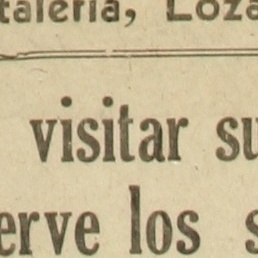 talería, Loza
visitar su
erve los s